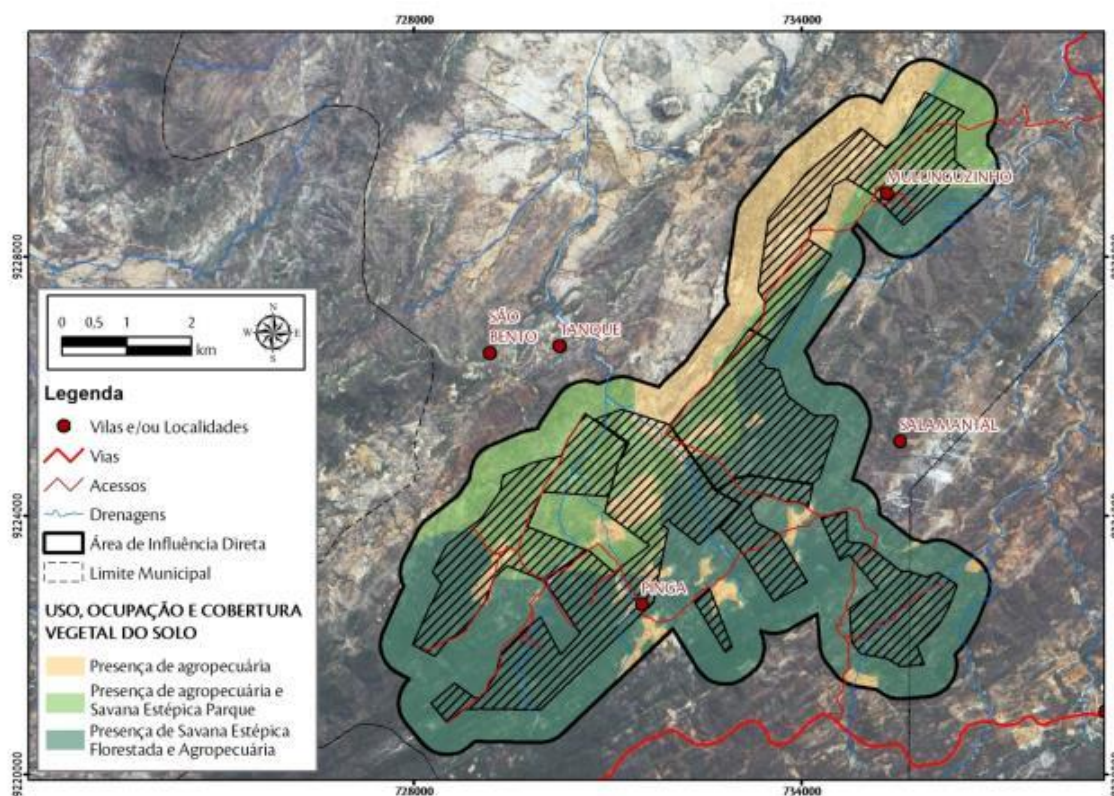 728000
734000
MULUNGUZINHO
9228000
SÃO
BENTO
TANQUE
SALAMANTAL
PINGA
9224000
9220000
728000
734000
0 0,5 1 2
km
N
W E
S
Legenda
Vilas e/ou Localidades
Vias
Acessos
Drenagens
Área de Influência Direta
Limite Municipal
USO, OCUPAÇÃO E COBERTURA
VEGETAL DO SOLO
Presença de agropecuária
Presença de agropecuária e
Savana Estépica Parque
Presença de Savana Estépica
Florestada e Agropecuária